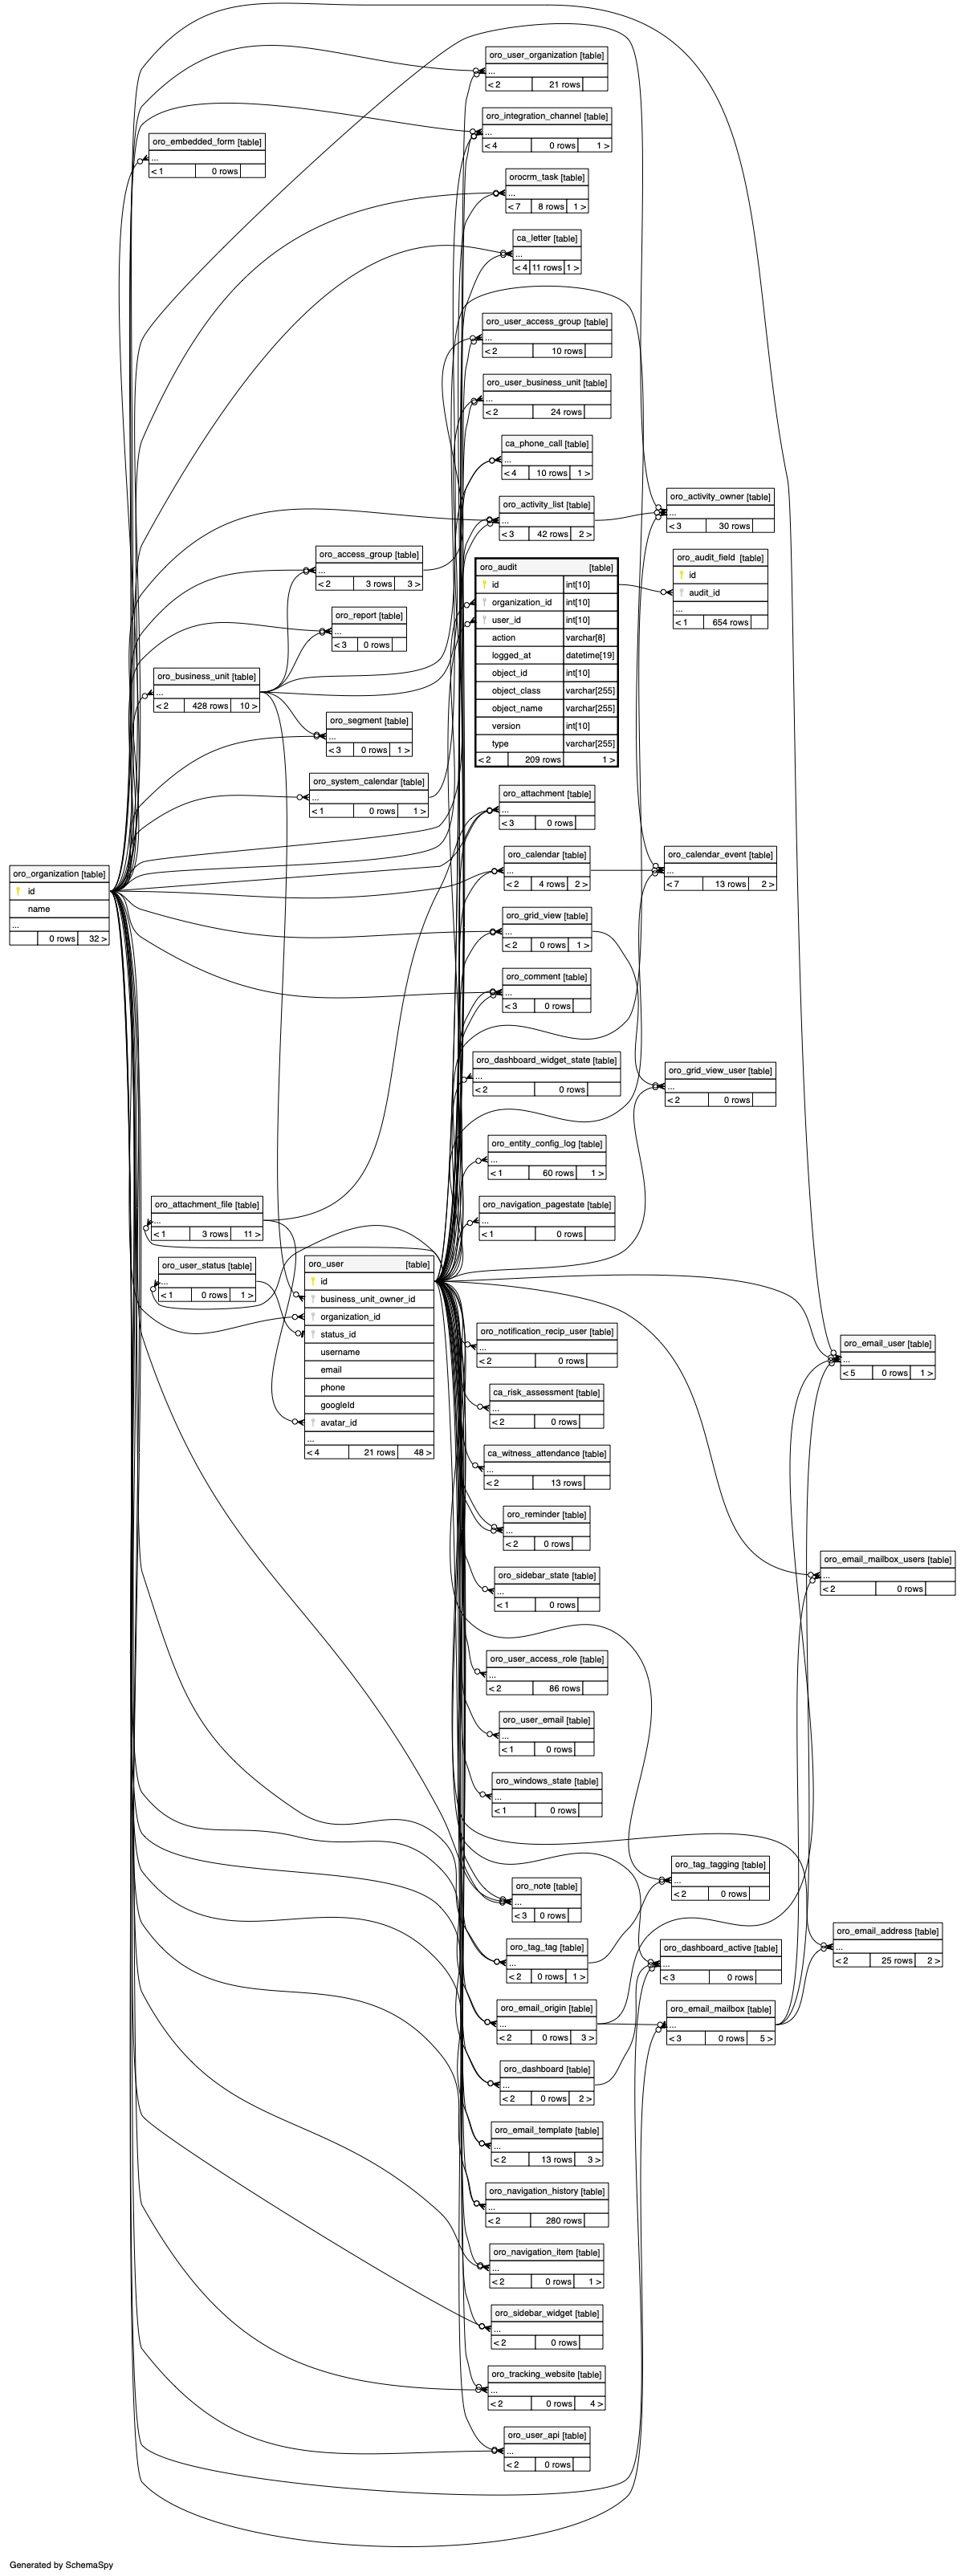 oro_user_organization [table]
...
< 2 21 rows
oro_integration_channel [table]
...
< 4 0 rows 1 >
oro_embedded_form [table]
...
< 1 0 rows
orocrm_task [table]
...
< 7 8 rows 1 >
ca_letter [table]
...
< 4 11 rows 1 >
oro_user_access_group [table]
...
< 2 10 rows
oro_user_business_unit [table]
...
< 2 24 rows
ca_phone_call [table]
...
< 4 10 rows 1 >
oro_activity_owner [table]
...
< 3 30 rows
oro_activity_list [table]
...
< 3 42 rows 2 >
oro_access_group [table]
...
< 2 3 rows 3 >
oro_audit_field [table]
id
audit_id
...
< 1 654 rows
oro_audit [table]
id int[10]
organization_id int[10]
user_id int[10]
action varchar[8]
logged_at datetime[19]
object_id int[10]
object_class varchar[255]
object_name varchar[255]
version int[10]
type varchar[255]
< 2 209 rows 1 >
oro_report [table]
...
< 3 0 rows
oro_business_unit [table]
...
< 2 428 rows 10 >
oro_segment [table]
...
< 3 0 rows 1 >
oro_system_calendar [table]
...
< 1 0 rows 1 >
oro_attachment [table]
...
< 3 0 rows
oro_calendar [table]
...
< 2 4 rows 2 >
oro_calendar_event [table]
...
< 7 13 rows 2 >
oro_organization [table]
id
name
...
0 rows 32 >
oro_grid_view [table]
...
< 2 0 rows 1 >
oro_comment [table]
...
< 3 0 rows
oro_dashboard_widget_state [table]
...
< 2 0 rows
oro_grid_view_user [table]
...
< 2 0 rows
oro_entity_config_log [table]
...
< 1 60 rows 1 >
oro_attachment_file [table]
...
< 1 3 rows 11 >
oro_navigation_pagestate [table]
...
< 1 0 rows
oro_user_status [table]
...
< 1 0 rows 1 >
oro_user [table]
id
business_unit_owner_id
organization_id
status_id
username
email
phone
googleId
avatar_id
...
< 4 21 rows 48 >
oro_notification_recip_user [table]
...
< 2 0 rows
oro_email_user [table]
...
< 5 0 rows 1 >
ca_risk_assessment [table]
...
< 2 0 rows
ca_witness_attendance [table]
...
< 2 13 rows
oro_reminder [table]
...
< 2 0 rows
oro_email_mailbox_users [table]
...
< 2 0 rows
oro_sidebar_state [table]
...
< 1 0 rows
oro_user_access_role [table]
...
< 2 86 rows
oro_user_email [table]
...
< 1 0 rows
oro_windows_state [table]
...
< 1 0 rows
oro_tag_tagging [table]
...
< 2 0 rows
oro_note [table]
...
< 3 0 rows
oro_email_address [table]
...
< 2 25 rows 2 >
oro_tag_tag [table]
...
< 2 0 rows 1 >
oro_dashboard_active [table]
...
< 3 0 rows
oro_email_origin [table]
...
< 2 0 rows 3 >
oro_email_mailbox [table]
...
< 3 0 rows 5 >
oro_dashboard [table]
...
< 2 0 rows 2 >
oro_email_template [table]
...
< 2 13 rows 3 >
oro_navigation_history [table]
...
< 2 280 rows
oro_navigation_item [table]
...
< 2 0 rows 1 >
oro_sidebar_widget [table]
...
< 2 0 rows
oro_tracking_website [table]
...
< 2 0 rows 4 >
oro_user_api [table]
...
< 2 0 rows
Generated by SchemaSpy